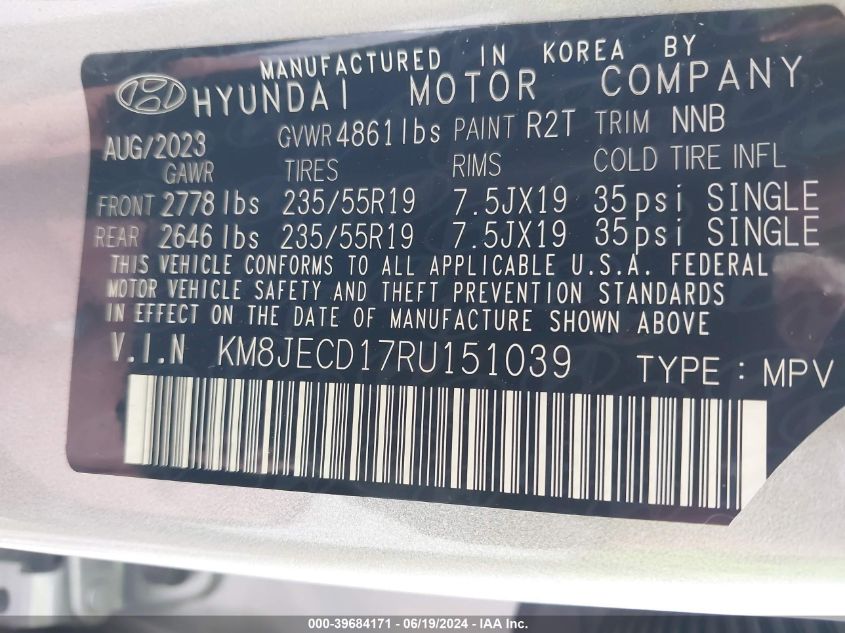 MANUFACTURED IN KOREA BY
HYUNDAI MOTOR COMPANY
AUG/2023 GVWR 4861lbs PAINT R2T TRIM NNB
GAWR TIRES RIMS COLD TIRE INFL
FRONT 2778 lbs 235/55R19 7.5JX19 35psi SINGLE
REAR 2646 lbs 235/55R19 7.5JX19 35psi SINGLE
THIS VEHICLE CONFORMS TO ALL APPLICABLE U.S.A. FEDERAL
MOTOR VEHICLE SAFETY AND THEFT PREVENTION STANDARDS
IN EFFECT ON THE DATE OF MANUFACTURE SHOWN ABOVE
V.I.N KM8JECD17RU151039 TYPE : MPV
000-39684171 - 06/19/2024 - IAA Inc.